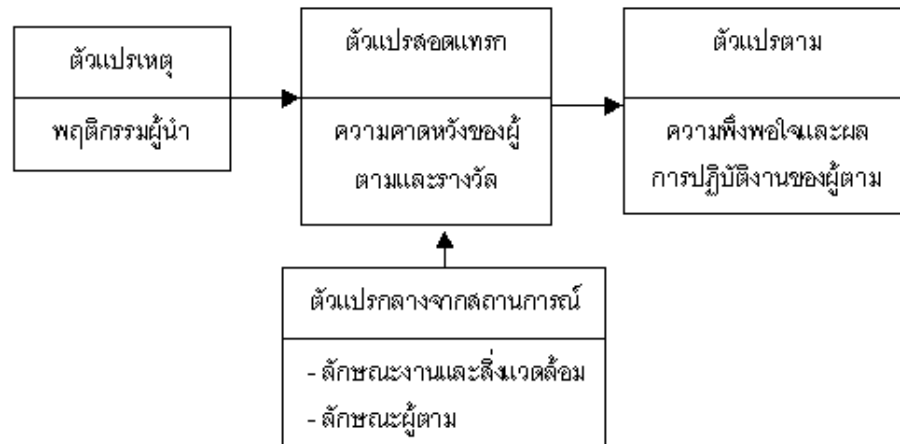 ตัวแปรเหตุ
พฤติกรรมผู้นำ
ตัวแปรสอดแทรก
ความคาดหวังของผู้
ตามและรางวัล
ตัวแปรตาม
ความพึงพอใจและผล
การปฏิบัติงานของผู้ตาม
ตัวแปรกลางจากสถานการณ์
- ลักษณะงานและสิ่งแวดล้อม
- ลักษณะผู้ตาม